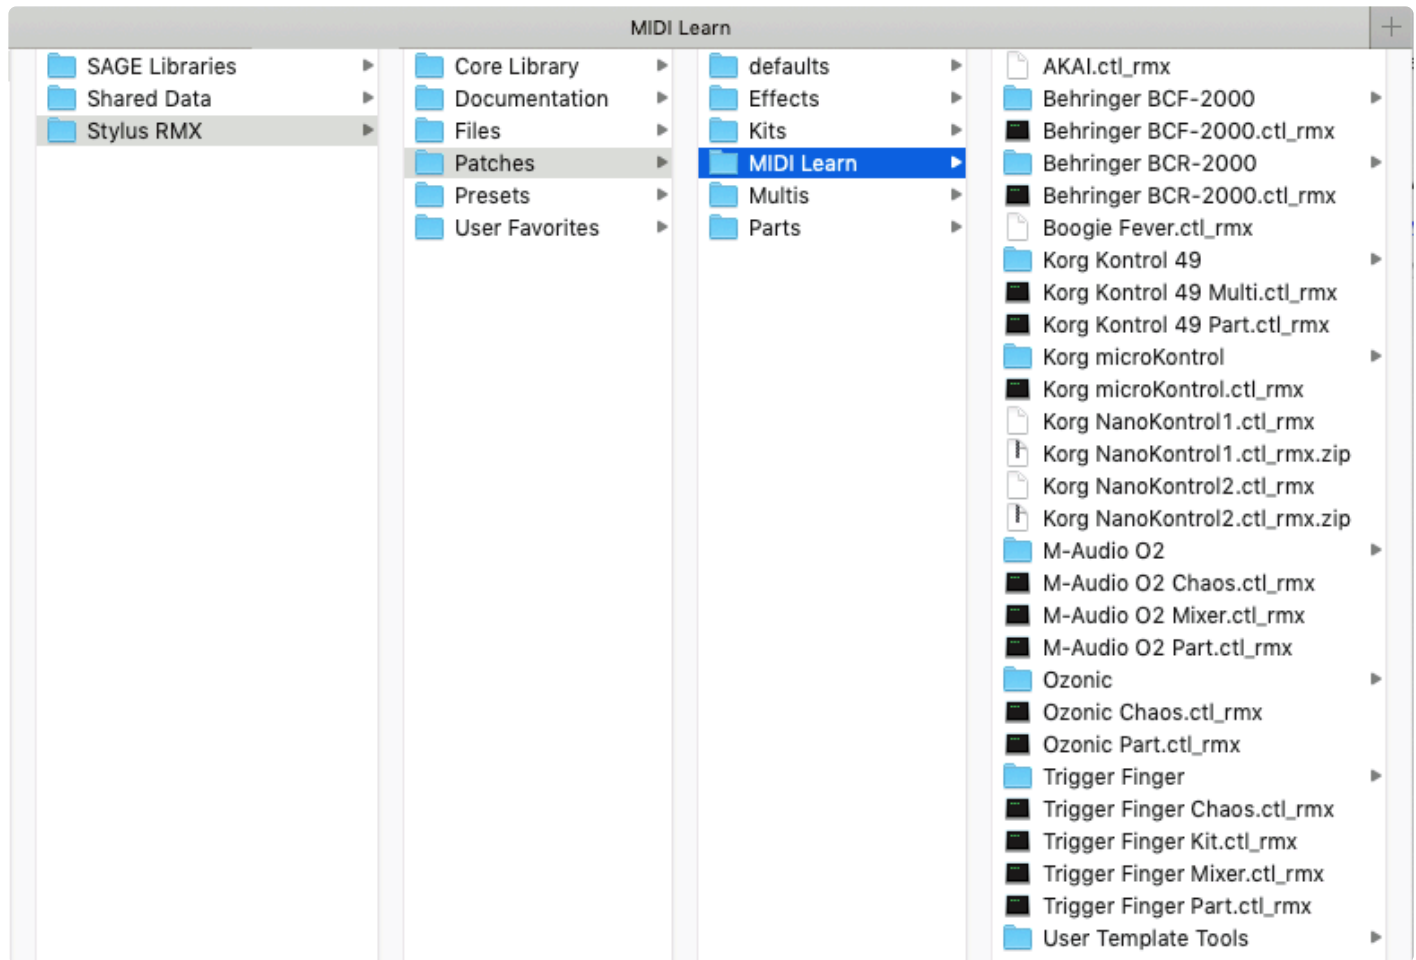 MIDI Learn
SAGE Libraries
Shared Data
Stylus RMX
Core Library
Documentation
Files
Patches
Presets
User Favorites
defaults
Effects
Kits
MIDI Learn
Multis
Parts
AKAI.ctl_rmx
Behringer BCF-2000
Behringer BCF-2000.ctl_rmx
Behringer BCR-2000
Behringer BCR-2000.ctl_rmx
Boogie Fever.ctl_rmx
Korg Kontrol 49
Korg Kontrol 49 Multi.ctl_rmx
Korg Kontrol 49 Part.ctl_rmx
Korg microKontrol
Korg microKontrol.ctl_rmx
Korg NanoKontrol1.ctl_rmx
Korg NanoKontrol1.ctl_rmx.zip
Korg NanoKontrol2.ctl_rmx
Korg NanoKontrol2.ctl_rmx.zip
M-Audio O2
M-Audio O2 Chaos.ctl_rmx
M-Audio O2 Mixer.ctl_rmx
M-Audio O2 Part.ctl_rmx
Ozonic
Ozonic Chaos.ctl_rmx
Ozonic Part.ctl_rmx
Trigger Finger
Trigger Finger Chaos.ctl_rmx
Trigger Finger Kit.ctl_rmx
Trigger Finger Mixer.ctl_rmx
Trigger Finger Part.ctl_rmx
User Template Tools